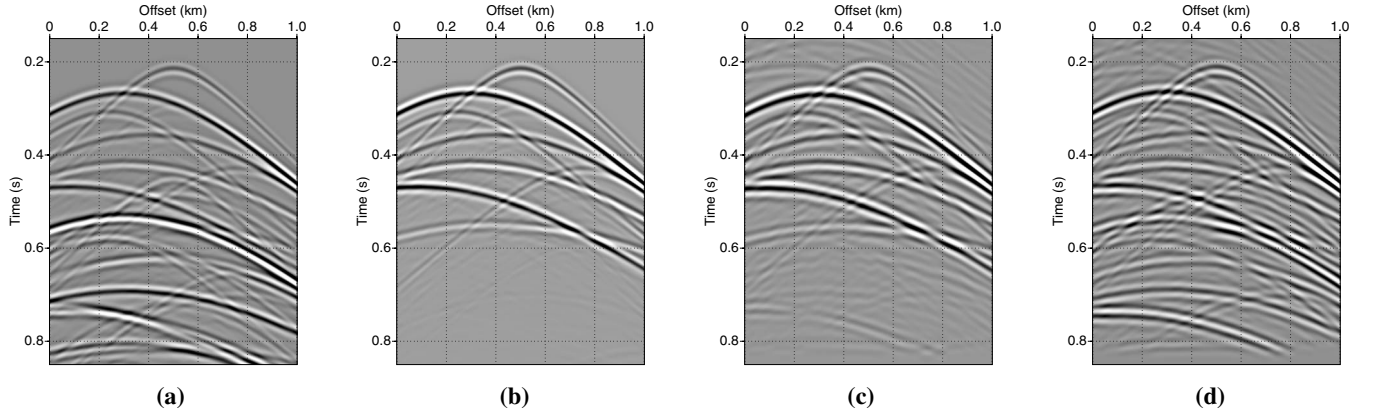 Offset (km) Offset (km) Offset (km) Offset (km)
0 0.2 0.4 0.6 0.8 1.0 0 0.2 0.4 0.6 0.8 1.0 0 0.2 0.4 0.6 0.8 1.0 0 0.2 0.4 0.6 0.8 1.0
0.2 0.2 0.2 0.2
0.4 0.4 0.4 0.4
Time (s) Time (s) Time (s) Time (s)
0.6 0.6 0.6 0.6
0.8 0.8 0.8 0.8
(a) (b) (c) (d)